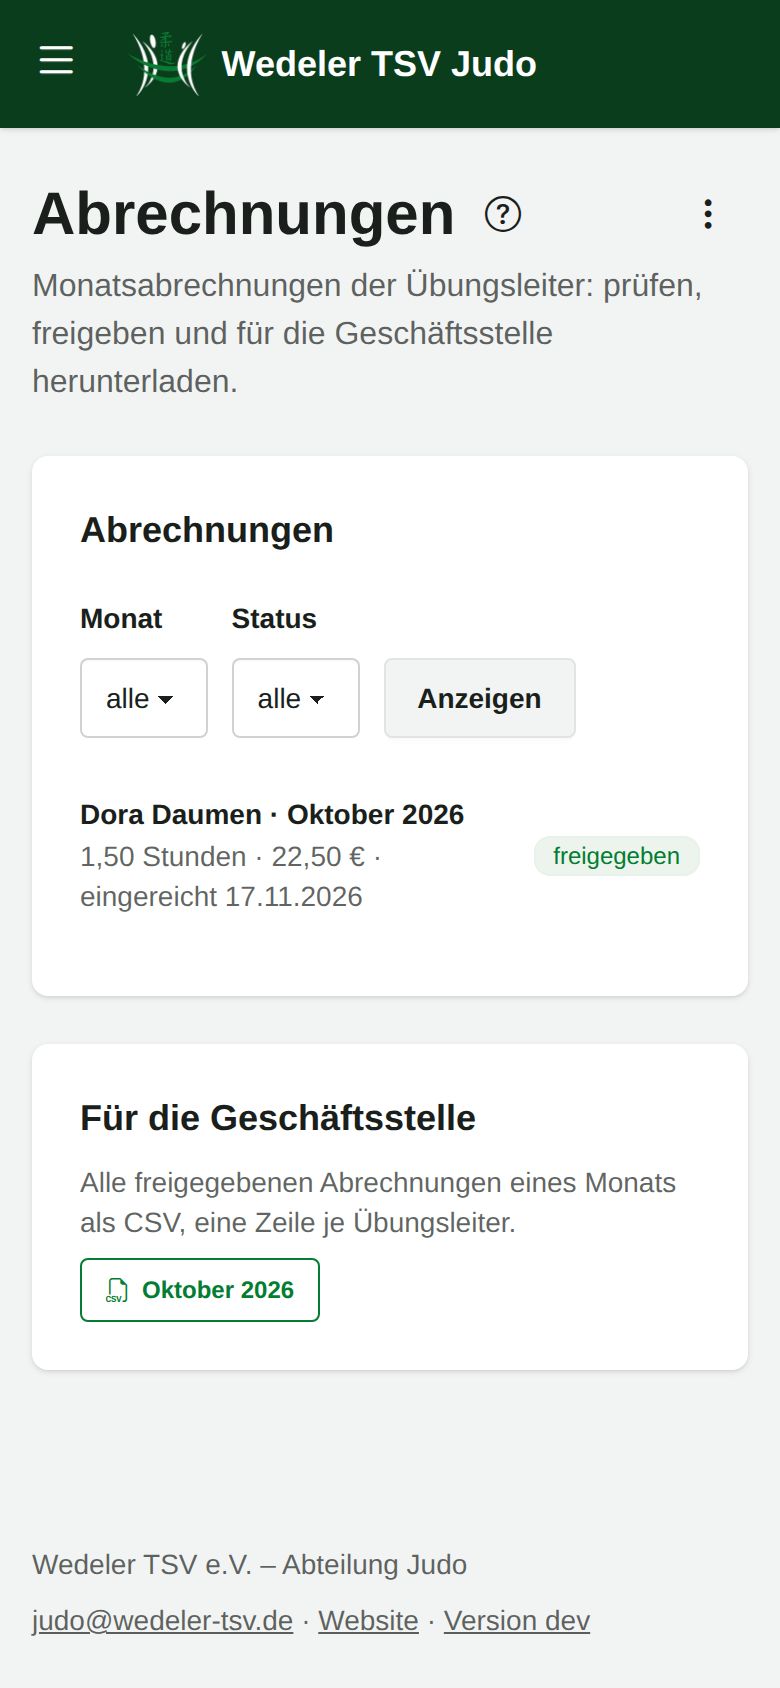 柔道
Wedeler TSV Judo
Abrechnungen ?
Monatsabrechnungen der Übungsleiter: prüfen,
freigeben und für die Geschäftsstelle
herunterladen.
Abrechnungen
Monat Status
alle alle Anzeigen
Dora Daumen · Oktober 2026
1,50 Stunden · 22,50 € ·
eingereicht 17.11.2026
freigegeben
Für die Geschäftsstelle
Alle freigegebenen Abrechnungen eines Monats
als CSV, eine Zeile je Übungsleiter.
CSV Oktober 2026
Wedeler TSV e.V. – Abteilung Judo
judo@wedeler-tsv.de · Website · Version dev